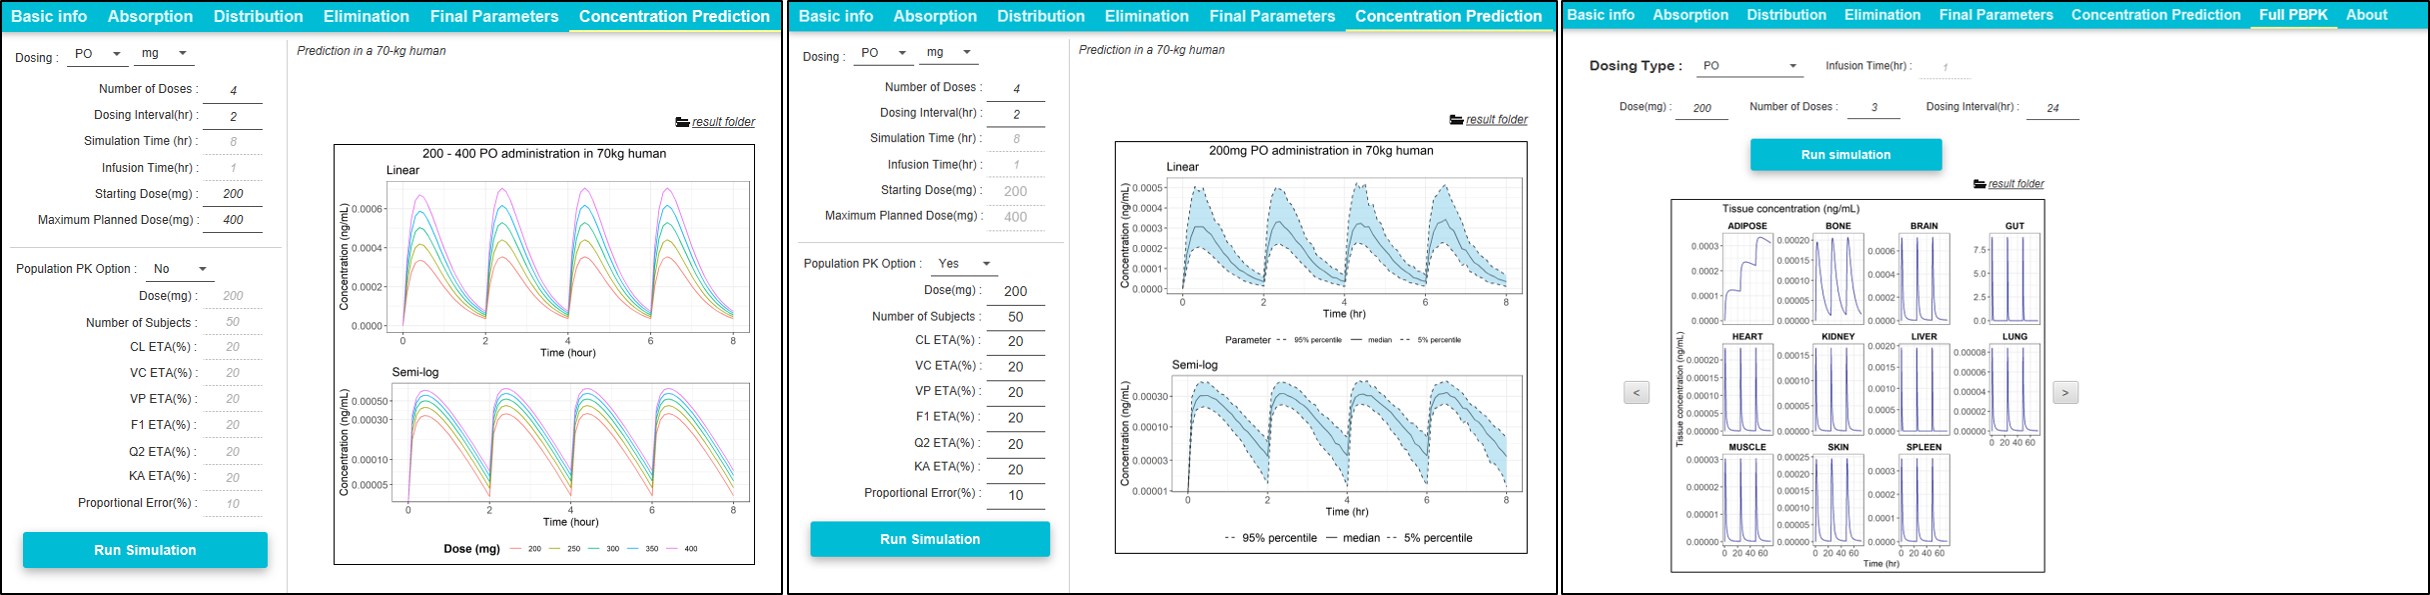 Basic info Absorption Distribution Elimination Final Parameters Concentration Prediction
Dosing : PO mg
Number of Doses : 4
Dosing Interval(hr) : 2
Simulation Time (hr) : 8
Infusion Time(hr) : 1
Starting Dose(mg) : 200
Maximum Planned Dose(mg) : 400
Population PK Option : No
Dose(mg) : 200
Number of Subjects : 50
CL ETA(%) : 20
VC ETA(%) : 20
VP ETA(%) : 20
F1 ETA(%) : 20
Q2 ETA(%) : 20
KA ETA(%) : 20
Proportional Error(%) : 10
Run Simulation
Prediction in a 70-kg human
result folder
200 - 400 PO administration in 70kg human
Linear
Concentration (ng/mL)
0.0006
0.0004
0.0002
0.0000
0 2 4 6 8
Time (hour)
Semi-log
Concentration (ng/mL)
0.00050
0.00030
0.00010
0.00005
0 2 4 6 8
Time (hour)
Dose (mg) 200 250 300 350 400
Basic info Absorption Distribution Elimination Final Parameters Concentration Prediction
Dosing : PO mg
Number of Doses : 4
Dosing Interval(hr) : 2
Simulation Time (hr) : 8
Infusion Time(hr) : 1
Starting Dose(mg) : 200
Maximum Planned Dose(mg) : 400
Population PK Option : Yes
Dose(mg) : 200
Number of Subjects : 50
CL ETA(%) : 20
VC ETA(%) : 20
VP ETA(%) : 20
F1 ETA(%) : 20
Q2 ETA(%) : 20
KA ETA(%) : 20
Proportional Error(%) : 10
Run Simulation
Prediction in a 70-kg human
result folder
200mg PO administration in 70kg human
Linear
Concentration (ng/mL)
0.0005
0.0004
0.0003
0.0002
0.0001
0.0000
0 2 4 6 8
Time (hr)
Parameter -- 95% percentile — median -- 5% percentile
Semi-log
Concentration (ng/mL)
0.00030
0.00010
0.00003
0.00001
0 2 4 6 8
Time (hr)
-- 95% percentile — median -- 5% percentile
Basic info Absorption Distribution Elimination Final Parameters Concentration Prediction Full PBPK About
Dosing Type : PO Infusion Time(hr) : 1
Dose(mg) : 200 Number of Doses : 3 Dosing Interval(hr) : 24
Run simulation
result folder
Tissue concentration (ng/mL)
Tissue concentration (ng/mL)
ADIPOSE BONE BRAIN GUT
0.0003 0.00020 0.0006 7.5
0.0002 0.00015 0.0004 5.0
0.0001 0.00010 0.0002 2.5
0.0000 0.00005 0.0000 0.0
0.00000
HEART KIDNEY LIVER LUNG
0.00020 0.00015 0.0020 0.00008
0.00015 0.00010 0.0015 0.00006
0.00010 0.00005 0.0010 0.00004
0.00005 0.00000 0.0005 0.00002
0.00000 0.0000 0.00000
0 20 40 60
MUSCLE SKIN SPLEEN
0.00003 0.00025 0.0003
0.00002 0.00020 0.0002
0.00001 0.00015 0.0001
0.00000 0.00010 0.0000
0.00005
0.00000
0 20 40 60 0 20 40 60 0 20 40 60
Time (hr)
<
>